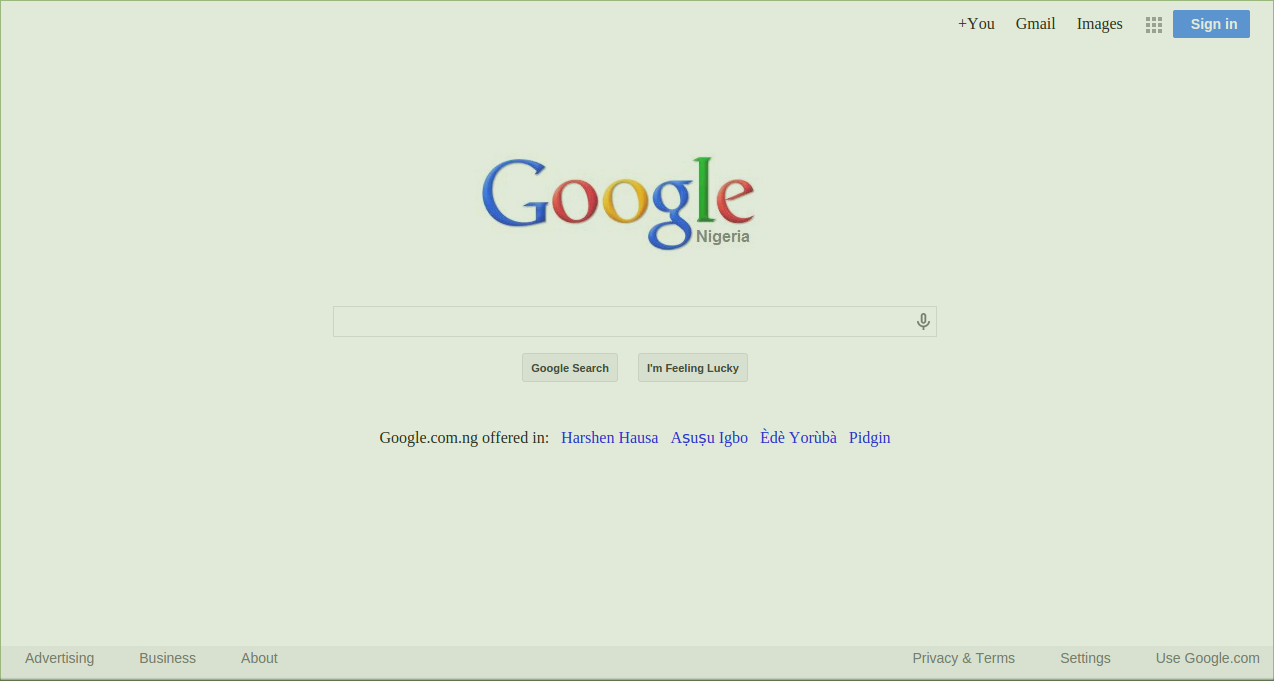 +You Gmail Images Sign in
Google
Nigeria
Google Search I'm Feeling Lucky
Google.com.ng offered in: Harshen Hausa Asụsụ Igbo Èdè Yorùbà Pidgin
Advertising Business About Privacy & Terms Settings Use Google.com